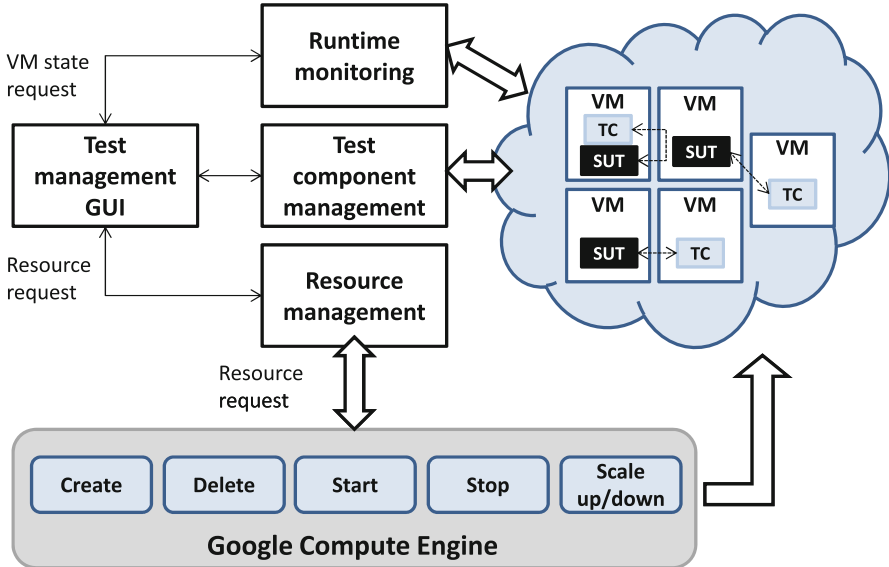 VM state
request
Runtime
monitoring
Test
management
GUI
Test
component
management
Resource
request
Resource
management
Resource
request
VM
TC
SUT
VM
SUT
VM
TC
VM
SUT
VM
TC
Create
Delete
Start
Stop
Scale
up/down
Google Compute Engine